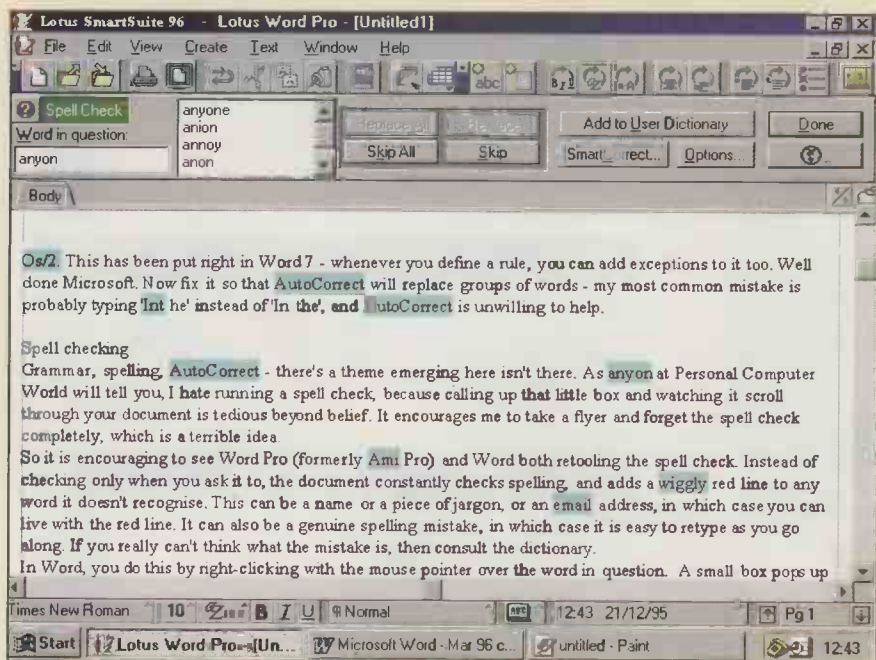 Lotus SmartSuite 96 - Lotus Word Pro - [Untitled1]
File Edit View Create Text Window Help
abc
Spell Check
Word in question:
anyon
anyone
anion
annoy
anon
Replace All
Replace
Skip All
Skip
Add to User Dictionary
Options...
Done
Body
Os/2. This has been put right in Word 7 - whenever you define a rule, you can add exceptions to it too. Well
done Microsoft. Now fix it so that AutoCorrect will replace groups of words - my most common mistake is
probably typing 'Int he' instead of 'In the', and AutoCorrect is unwilling to help.
Spell checking
Grammar, spelling, AutoCorrect - there's a theme emerging here isn't there. As anyon at Personal Computer
World will tell you, I hate running a spell check, because calling up that little box and watching it scroll
through your document is tedious beyond belief. It encourages me to take a flyer and forget the spell check
completely, which is a terrible idea.
So it is encouraging to see Word Pro (formerly Ami Pro) and Word both retooling the spell check. Instead of
checking only when you ask it to, the document constantly checks spelling, and adds a wiggly red line to any
word it doesn't recognise. This can be a name or a piece of jargon, or an email address, in which case you can
live with the red line. It can also be a genuine spelling mistake, in which case it is easy to retype as you go
along. If you really can't think what the mistake is, then consult the dictionary.
In Word, you do this by right-clicking with the mouse pointer over the word in question. A small box pops up
Times New Roman 10 B I U Normal 12:43 21/12/95 Pg 1
Start Lotus Word Pro - [Un... Microsoft Word - Mar 96 c... untitled - Paint 12:43